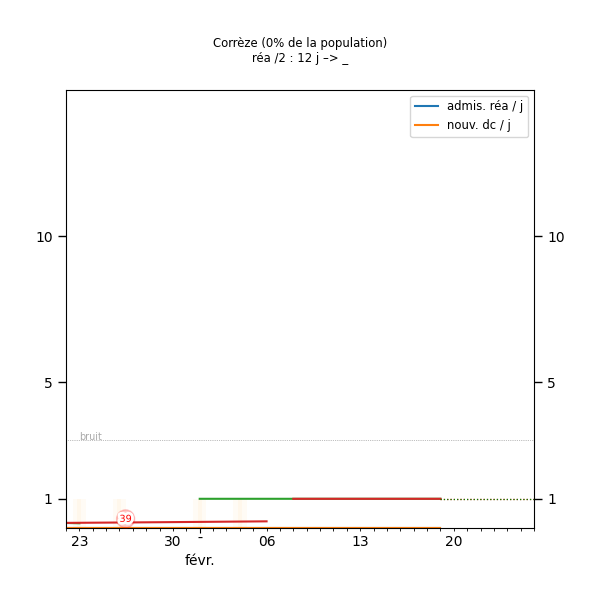 Corrèze (0% de la population)
réa /2 : 12 j –> _
admis. réa / j
nouv. dc / j
10 10
5 5
bruit
1 1
39
23 30 - 06 13 20
févr.